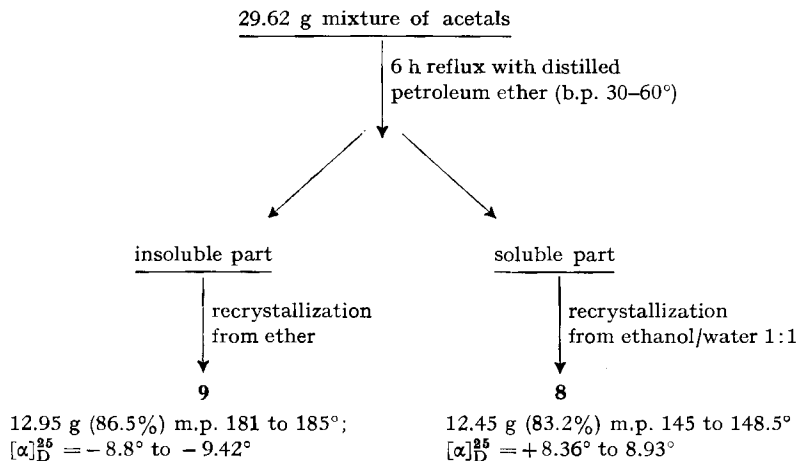 29.62 g mixture of acetals
6 h reflux with distilled
petroleum ether (b.p. 30–60°)
insoluble part
soluble part
recrystallization
from ether
recrystallization
from ethanol/water 1:1
9
8
12.95 g (86.5%) m.p. 181 to 185°;
[α]25D = − 8.8° to − 9.42°
12.45 g (83.2%) m.p. 145 to 148.5°
[α]25D = +8.36° to 8.93°